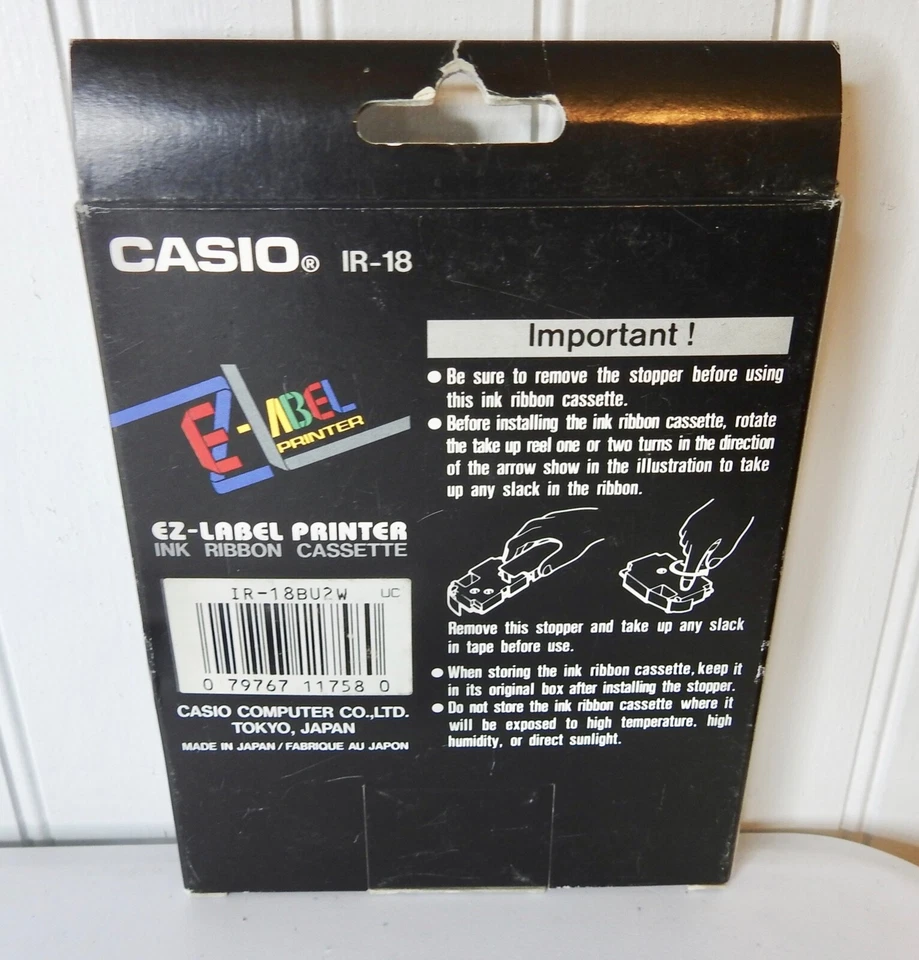 CASIO® IR-18
E-LABEL
PRINTER
EZ-LABEL PRINTER
INK RIBBON CASSETTE
IR-18BU2W UC
0 79767 11758 0
CASIO COMPUTER CO.,LTD.
TOKYO, JAPAN
MADE IN JAPAN / FABRIQUE AU JAPON
Important !
● Be sure to remove the stopper before using
this ink ribbon cassette.
● Before installing the ink ribbon cassette, rotate
the take up reel one or two turns in the direction
of the arrow show in the illustration to take
up any slack in the ribbon.
Remove this stopper and take up any slack
in tape before use.
● When storing the ink ribbon cassette, keep it
in its original box after installing the stopper.
● Do not store the ink ribbon cassette where it
will be exposed to high temperature, high
humidity, or direct sunlight.